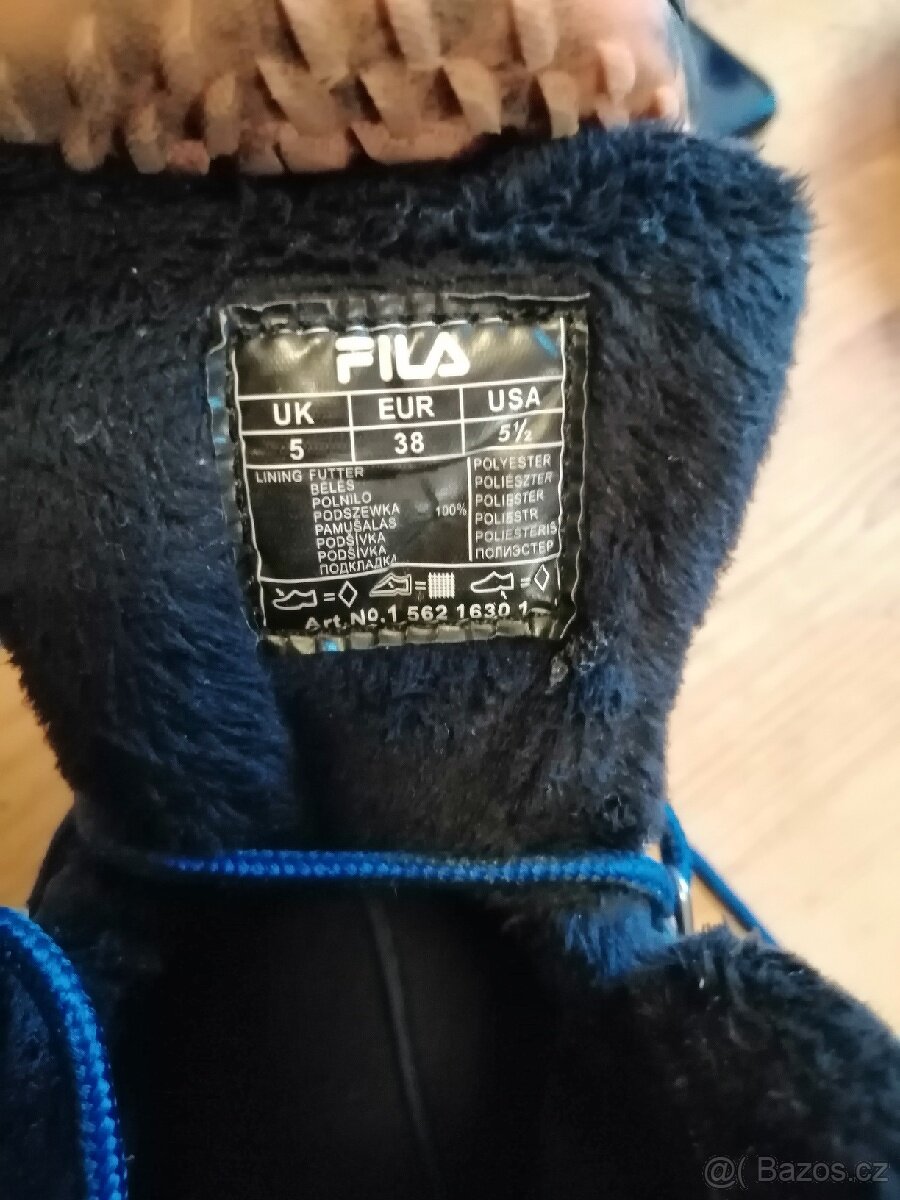 FILA
UK EUR USA
5 38 5½
LINING FUTTER
BÉLÉS
POLNILO
PODSZEWKA
PAMUŠALAS
PODŠÍVKA
PODŠÍVKA
ПОДКЛАДКА
100%
POLYESTER
POLIÉSZTER
POLIESTER
POLIESTR
POLIESTERIS
ПОЛИЭСТЕР
Art.No.1 562 1630 1
@( Bazos.cz